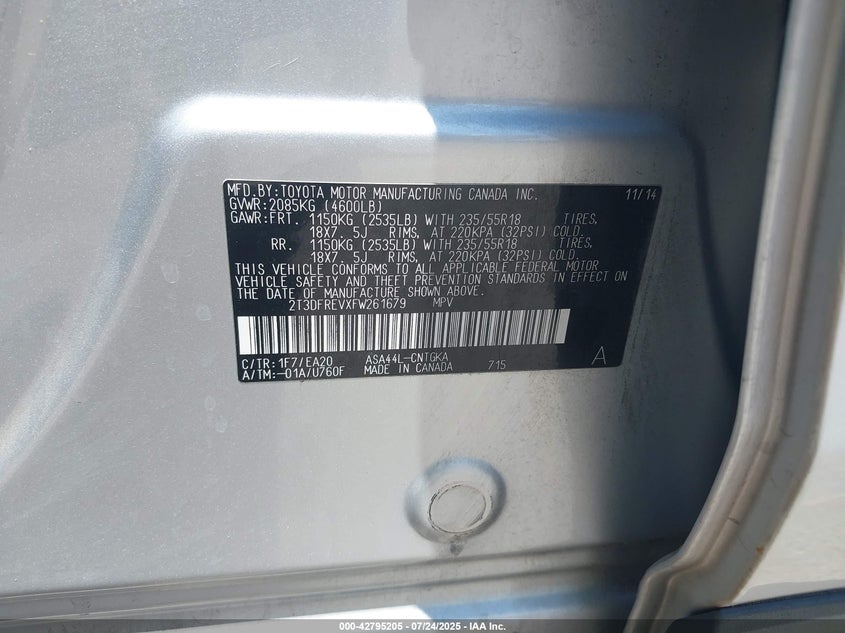 MFD.BY:TOYOTA MOTOR MANUFACTURING CANADA INC. 11/14
GVWR:2085KG (4600LB)
GAWR:FRT. 1150KG (2535LB) WITH 235/55R18 TIRES,
18X7. 5J RIMS, AT 220KPA (32PSI) COLD.
RR. 1150KG (2535LB) WITH 235/55R18 TIRES,
18X7. 5J RIMS, AT 220KPA (32PSI) COLD.
THIS VEHICLE CONFORMS TO ALL APPLICABLE FEDERAL MOTOR
VEHICLE SAFETY AND THEFT PREVENTION STANDARDS IN EFFECT ON
THE DATE OF MANUFACTURE SHOWN ABOVE.
2T3DFREVXFW261679 MPV
C/TR:1F7/EA20 ASA44L-CNTGKA
A/TM:-01A/U760F MADE IN CANADA 715 A
000-42795205 - 07/24/2025 - IAA Inc.